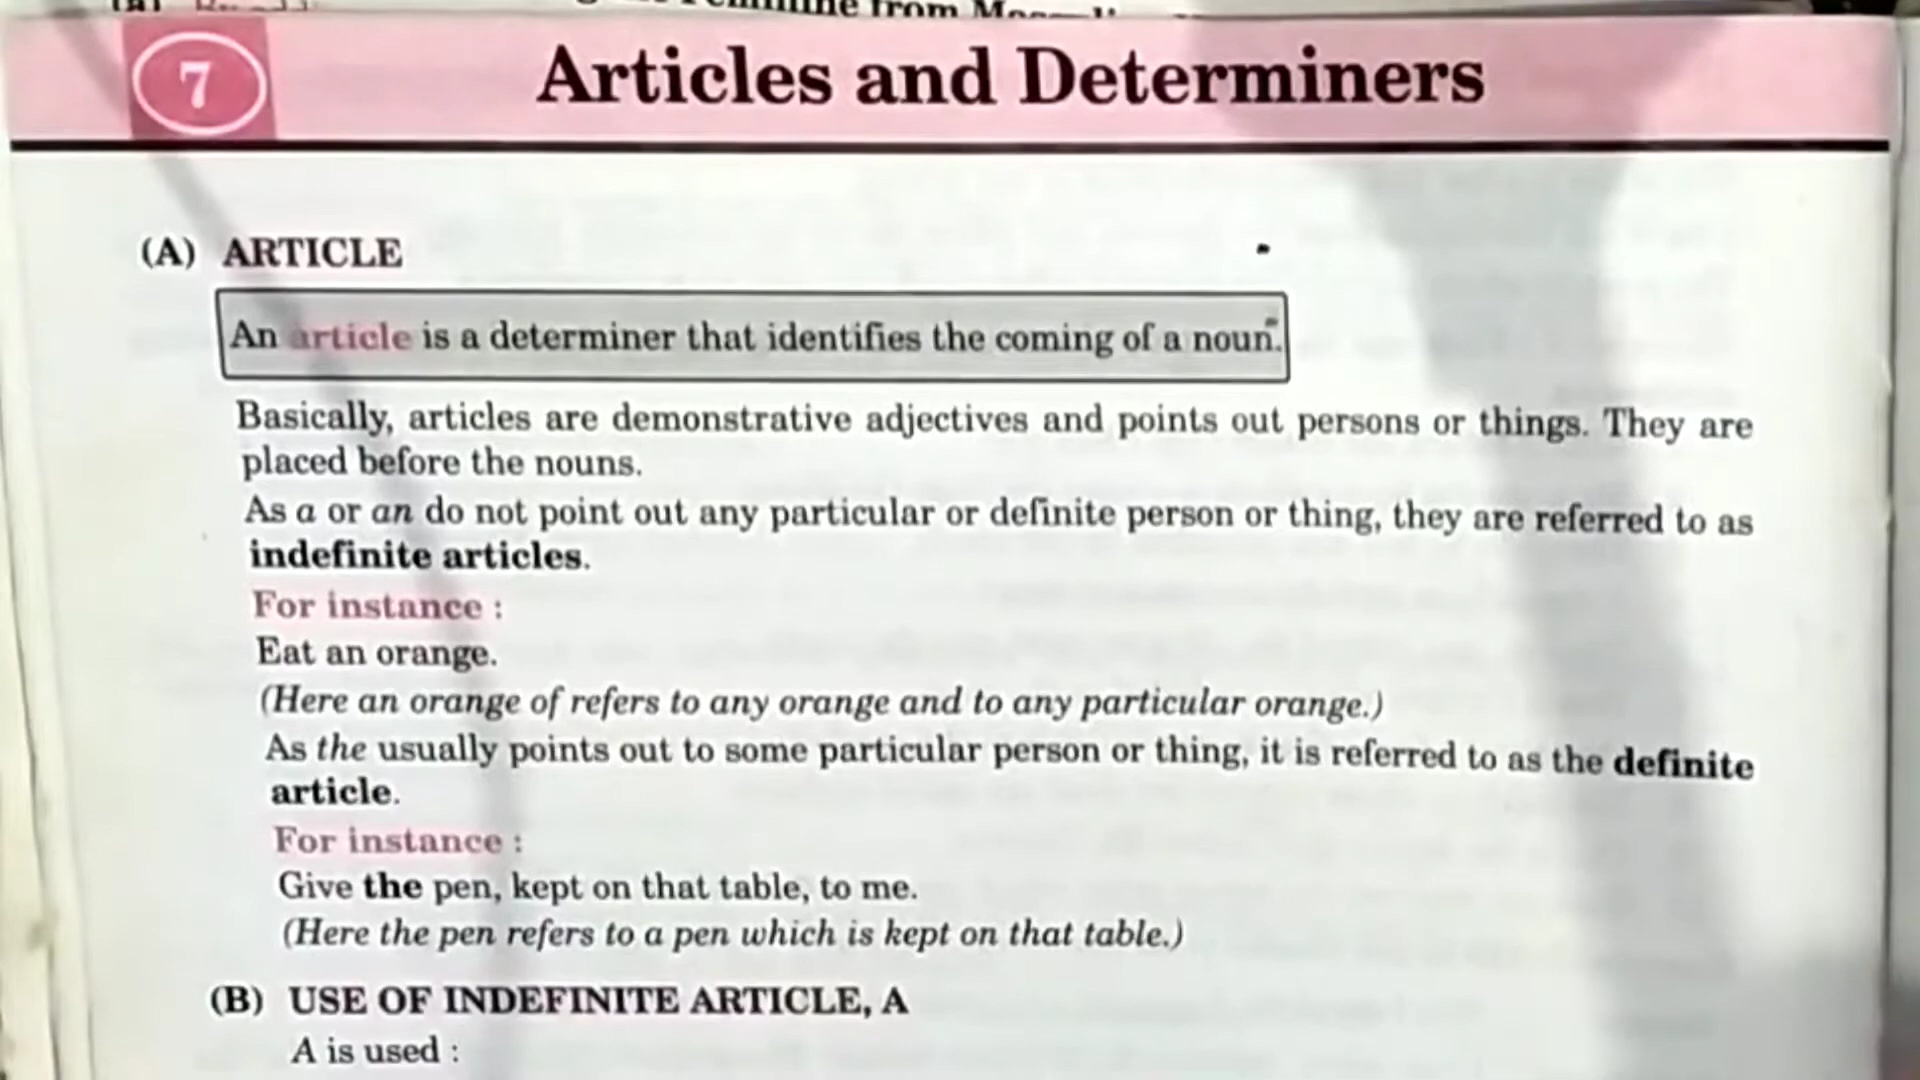 from
7
Articles and Determiners
(A) ARTICLE
An article is a determiner that identifies the coming of a noun.
Basically, articles are demonstrative adjectives and points out persons or things. They are
placed before the nouns.
As a or an do not point out any particular or definite person or thing, they are referred to as
indefinite articles.
For instance :
Eat an orange.
(Here an orange of refers to any orange and to any particular orange.)
As the usually points out to some particular person or thing, it is referred to as the definite
article.
For instance :
Give the pen, kept on that table, to me.
(Here the pen refers to a pen which is kept on that table.)
(B) USE OF INDEFINITE ARTICLE, A
A is used :